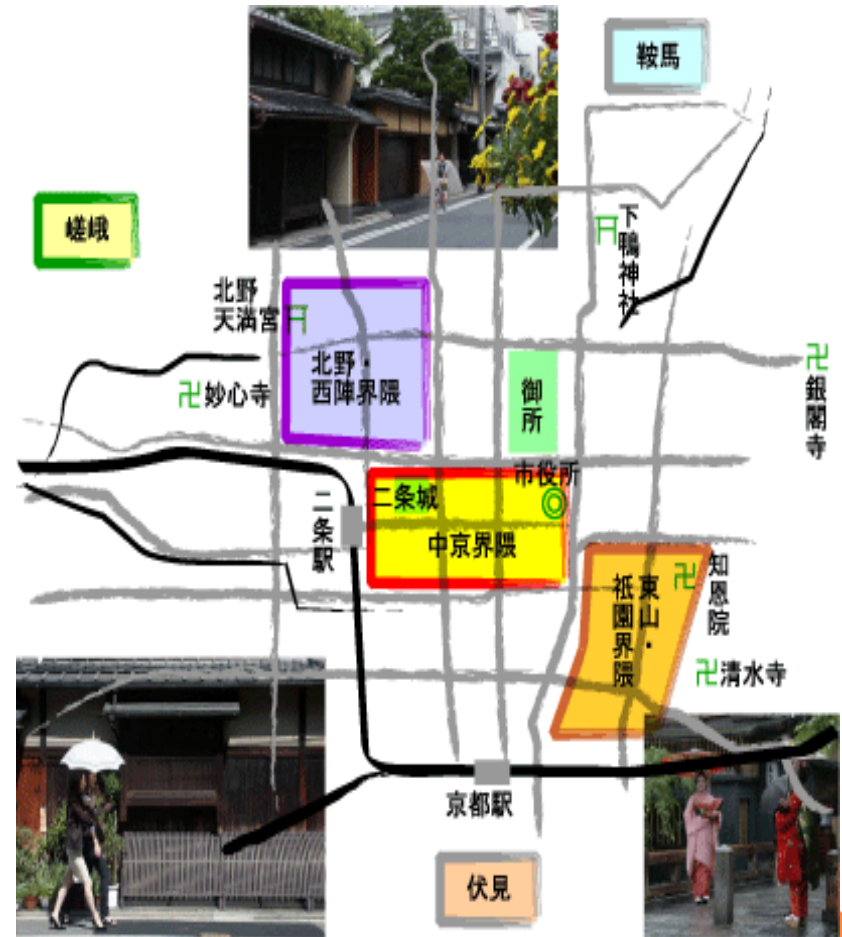 鞍馬
嵯峨
下鴨神社
北野
天満宮
北野・
西陣界隈
妙心寺
御所
銀閣寺
市役所
二条城
二条駅
中京界隈
知恩院
東山・
祇園界隈
清水寺
京都駅
伏見